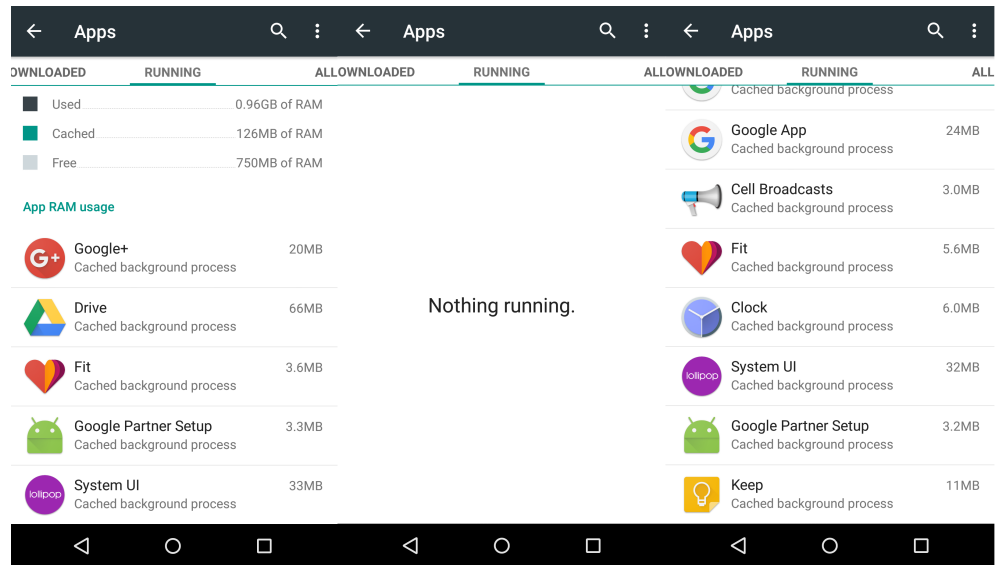 Apps
OWNLOADED RUNNING ALL
Used 0.96GB of RAM
Cached 126MB of RAM
Free 750MB of RAM
App RAM usage
G+
Google+ 20MB
Cached background process
Drive 66MB
Cached background process
Fit 3.6MB
Cached background process
Google Partner Setup 3.3MB
Cached background process
lollipop
System UI 33MB
Cached background process
Apps
OWNLOADED RUNNING ALL
Nothing running.
Apps
OWNLOADED RUNNING ALL
Cached background process
G
Google App 24MB
Cached background process
Cell Broadcasts 3.0MB
Cached background process
Fit 5.6MB
Cached background process
Clock 6.0MB
Cached background process
lollipop
System UI 32MB
Cached background process
Google Partner Setup 3.2MB
Cached background process
Keep 11MB
Cached background process